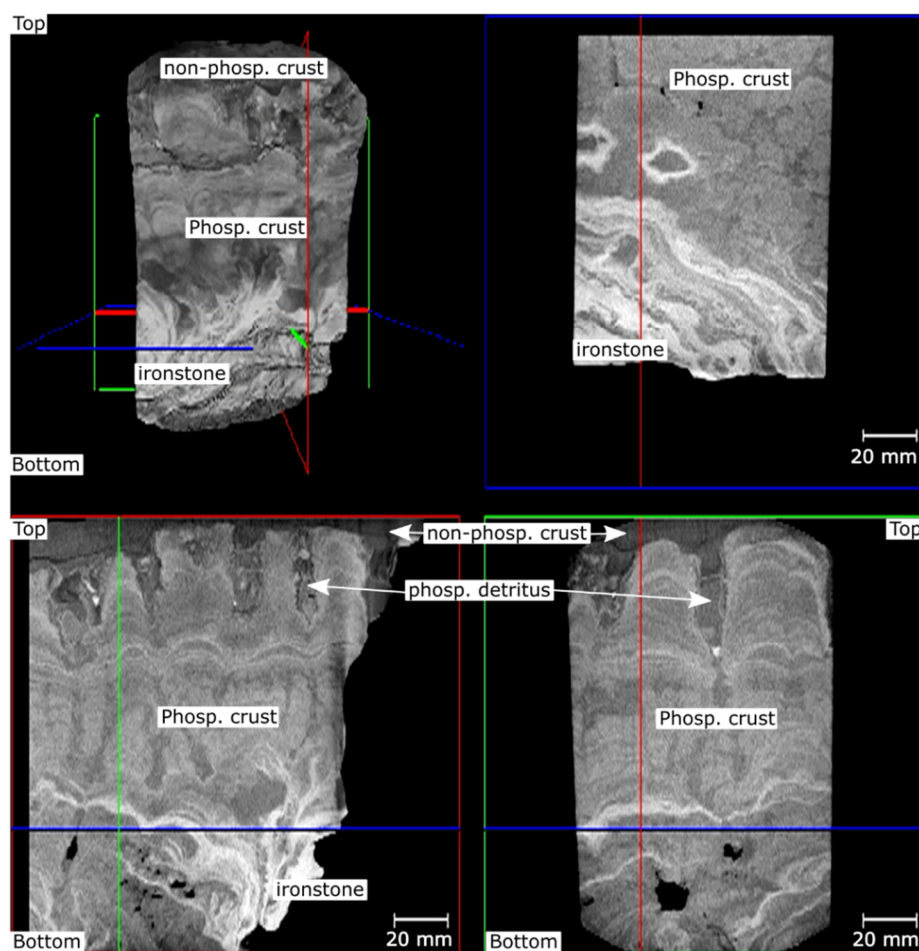 Top
non-phosp. crust
Phosp. crust
ironstone
Bottom
Phosp. crust
ironstone
20 mm
Top
non-phosp. crust
Top
phosp. detritus
Phosp. crust
Phosp. crust
ironstone
20 mm
20 mm
Bottom
Bottom